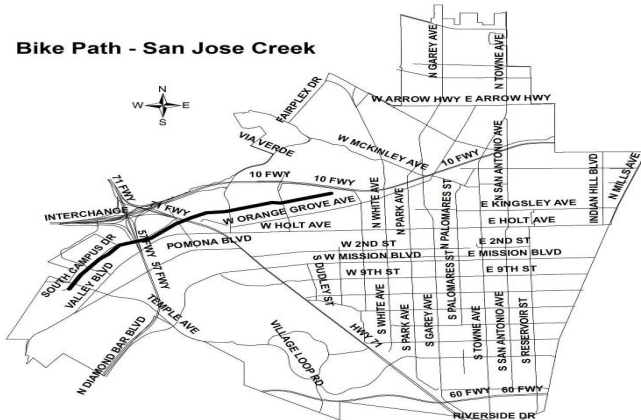 Bike Path - San Jose Creek
N
W E
S
N GAREY AVE
N TOWNE AVE
FAIRPLEX DR
W ARROW HWY E ARROW HWY
VIA VERDE
W MCKINLEY AVE
10 FWY
N SAN ANTONIO AVE
INDIAN HILL BLVD
N MILLS AVE
71 FWY
10 FWY
10 FWY
N WHITE AVE
N PARK AVE
N PALOMARES ST
E KINGSLEY AVE
INTERCHANGE
71 FWY
W ORANGE GROVE AVE
W HOLT AVE
E HOLT AVE
SOUTH CAMPUS DR
57 FWY
57 FWY
POMONA BLVD
W 2ND ST
E 2ND ST
W MISSION BLVD
E MISSION BLVD
VALLEY BLVD
S DUDLEY ST
W 9TH ST
E 9TH ST
TEMPLE AVE
N DIAMOND BAR BLVD
VILLAGE LOOP RD
HWY 71
S WHITE AVE
S PARK AVE
S GAREY AVE
S PALOMARES ST
S TOWNE AVE
S SAN ANTONIO AVE
S RESERVOIR ST
60 FWY 60 FWY
RIVERSIDE DR